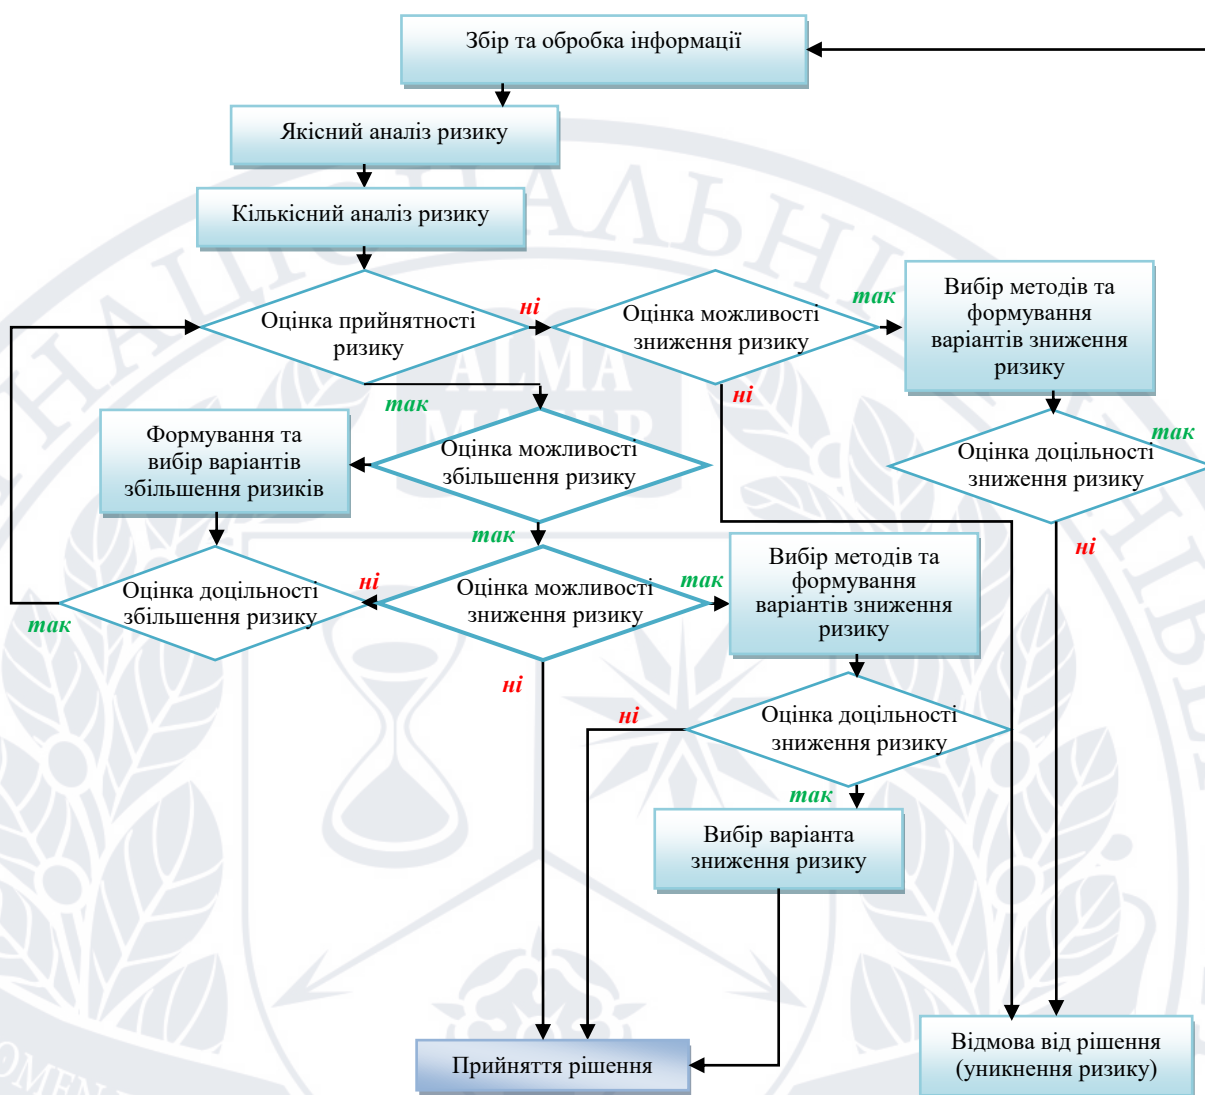 Збір та обробка інформації
Якісний аналіз ризику
Кількісний аналіз ризику
Оцінка прийнятності
ризику
ні
Оцінка можливості
зниження ризику
так
Вибір методів та
формування
варіантів зниження
ризику
так
ні
Формування та
вибір варіантів
збільшення ризиків
Оцінка можливості
збільшення ризику
так
Оцінка доцільності
зниження ризику
так
ні
Оцінка доцільності
збільшення ризику
так
ні
Оцінка можливості
зниження ризику
так
Вибір методів та
формування
варіантів зниження
ризику
ні
ні
Оцінка доцільності
зниження ризику
так
Вибір варіанта
зниження ризику
Прийняття рішення
Відмова від рішення
(уникнення ризику)
ALMA